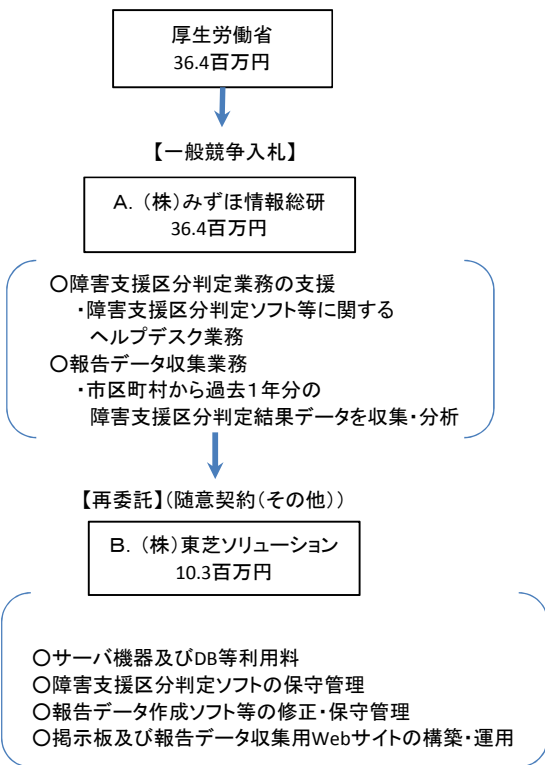 厚生労働省
36.4百万円
【一般競争入札】
A．（株）みずほ情報総研
36.4百万円
○障害支援区分判定業務の支援
・障害支援区分判定ソフト等に関する
ヘルプデスク業務
○報告データ収集業務
・市区町村から過去１年分の
障害支援区分判定結果データを収集・分析
【再委託】（随意契約（その他））
B．（株）東芝ソリューション
10.3百万円
○サーバ機器及びDB等利用料
○障害支援区分判定ソフトの保守管理
○報告データ作成ソフト等の修正・保守管理
○掲示板及び報告データ収集用Webサイトの構築・運用